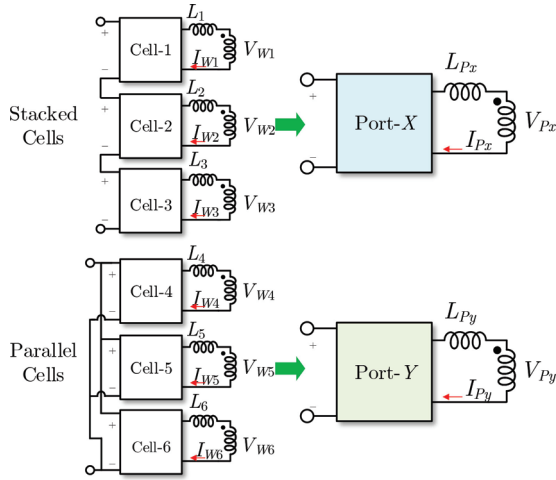 L1
Cell-1
IW1
VW1
L2
Stacked
Cells
Cell-2
IW2
VW2
L3
Cell-3
IW3
VW3
LPx
Port-X
IPx
VPx
L4
Cell-4
IW4
VW4
L5
Parallel
Cells
Cell-5
IW5
VW5
L6
Cell-6
IW6
VW6
LPy
Port-Y
IPy
VPy